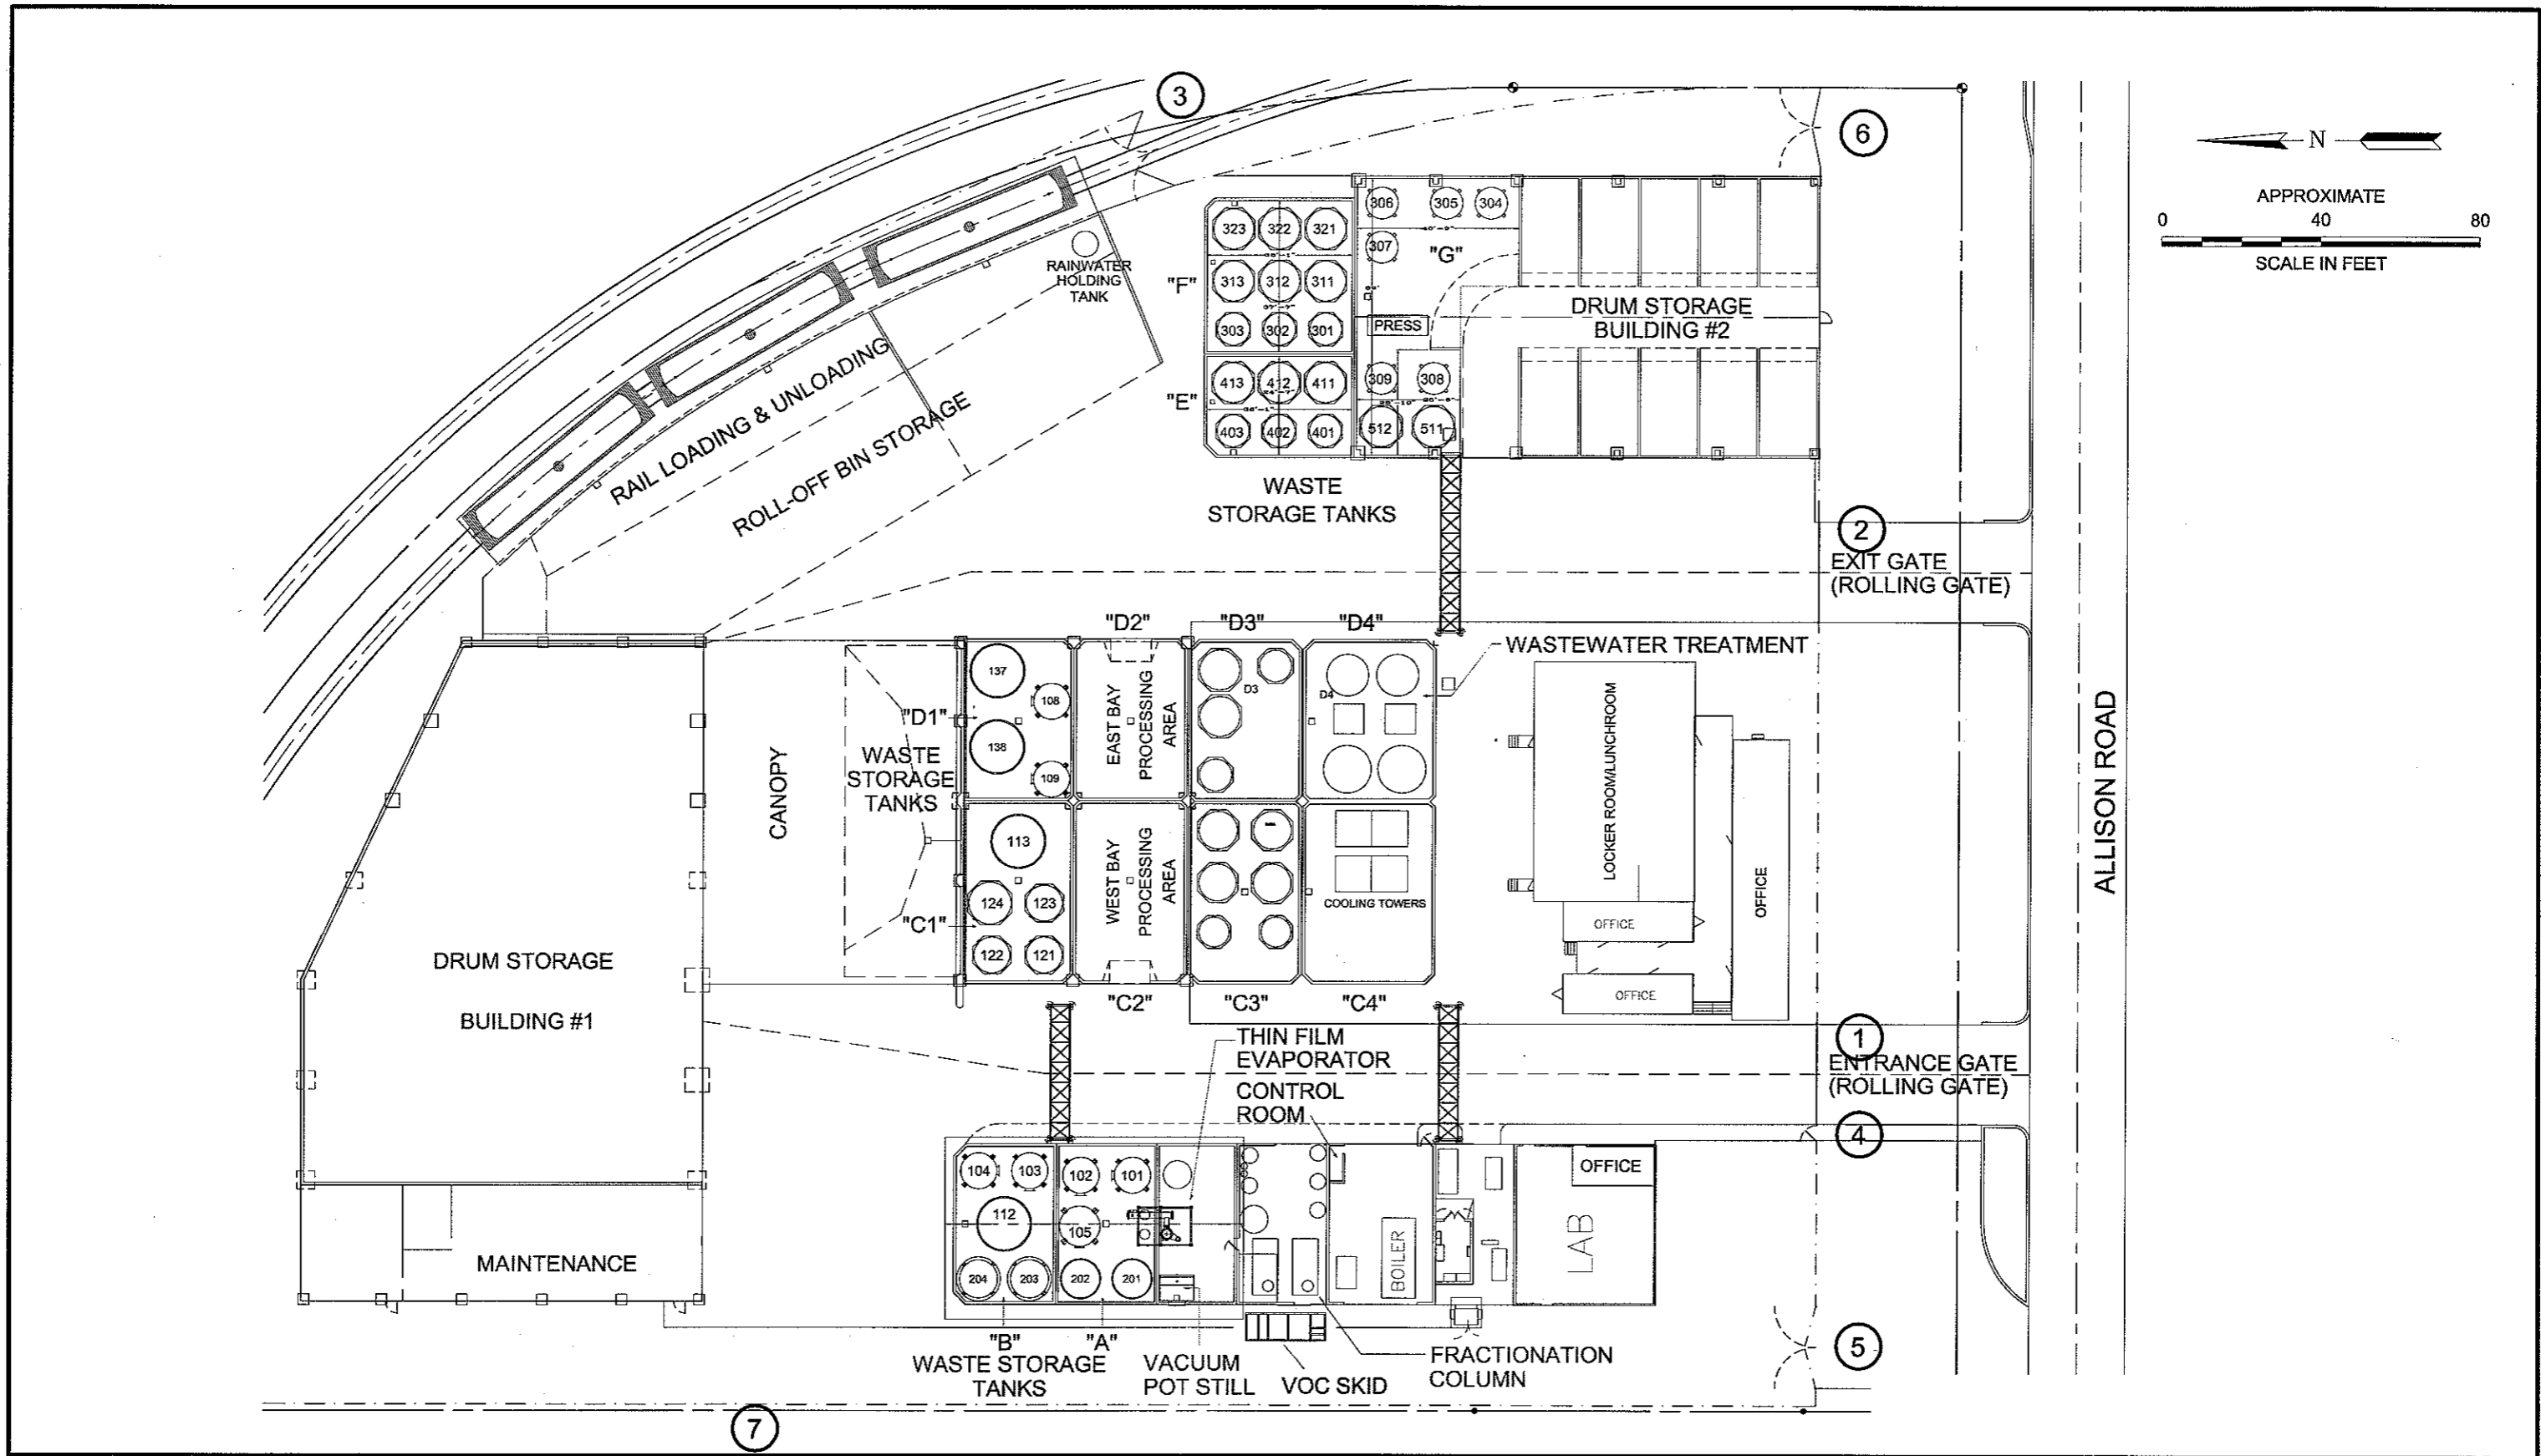 3
6
N
APPROXIMATE
0 40 80
SCALE IN FEET
RAINWATER
HOLDING
TANK
323 322 321
313 312 311
303 302 301
"F"
413 412 411
403 402 401
"E"
306 305 304
307
"G"
PRESS
309 308
512 511
DRUM STORAGE
BUILDING #2
RAIL LOADING & UNLOADING
ROLL-OFF BIN STORAGE
WASTE
STORAGE TANKS
2
EXIT GATE
(ROLLING GATE)
"D2" "D3" "D4"
WASTEWATER TREATMENT
137
108
138
109
"D1"
EAST BAY
PROCESSING
AREA
D3
D4
WASTE
STORAGE
TANKS
CANOPY
113
124 123
122 121
"C1"
WEST BAY
PROCESSING
AREA
COOLING TOWERS
LOCKER ROOM/LUNCHROOM
OFFICE
OFFICE
OFFICE
ALLISON ROAD
DRUM STORAGE
BUILDING #1
"C2" "C3" "C4"
1
ENTRANCE GATE
(ROLLING GATE)
THIN FILM
EVAPORATOR
CONTROL
ROOM
4
104 103 102 101
112
105
204 203 202 201
BOILER
OFFICE
LAB
MAINTENANCE
"B" "A"
WASTE STORAGE
TANKS
VACUUM
POT STILL
VOC SKID
FRACTIONATION
COLUMN
5
7